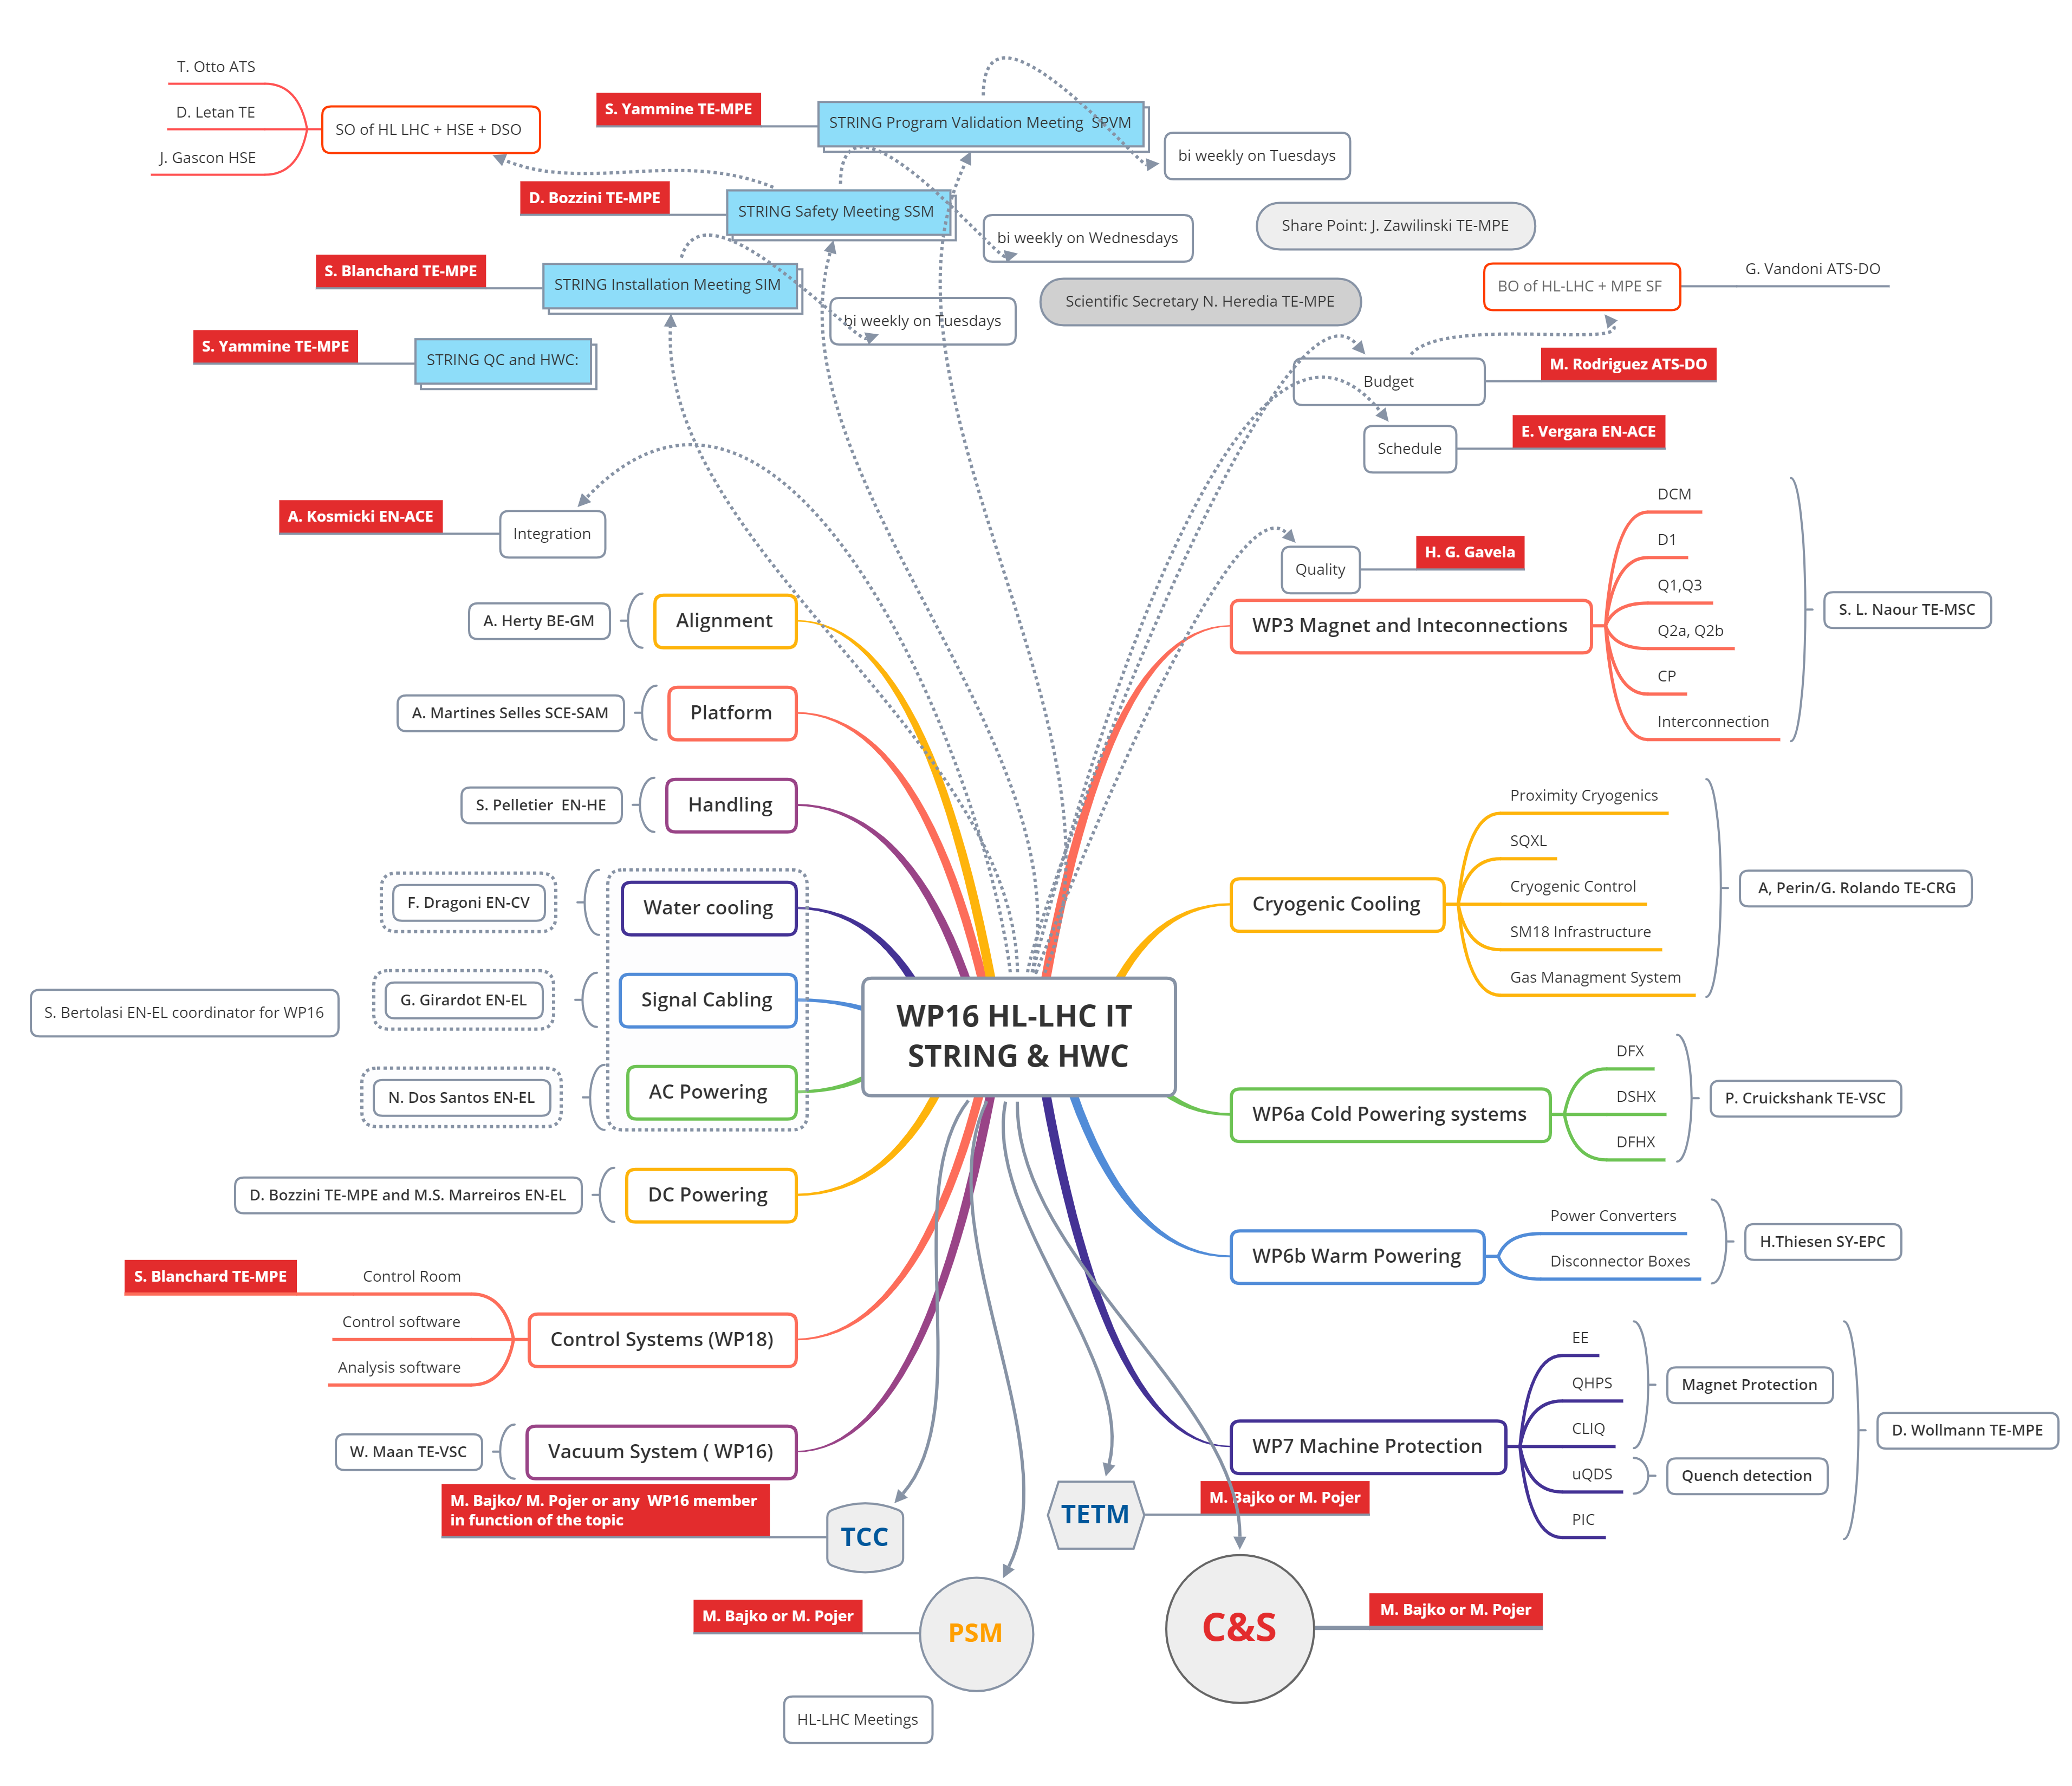 T. Otto ATS
D. Letan TE
J. Gascon HSE
SO of HL LHC + HSE + DSO
S. Yammine TE-MPE
STRING Program Validation Meeting  SPVM
bi weekly on Tuesdays
D. Bozzini TE-MPE
STRING Safety Meeting SSM
bi weekly on Wednesdays
Share Point: J. Zawilinski TE-MPE
S. Blanchard TE-MPE
STRING Installation Meeting SIM
bi weekly on Tuesdays
Scientific Secretary N. Heredia TE-MPE
BO of HL-LHC + MPE SF
G. Vandoni ATS-DO
S. Yammine TE-MPE
STRING QC and HWC:
Budget
M. Rodriguez ATS-DO
Schedule
E. Vergara EN-ACE
A. Kosmicki EN-ACE
Integration
Quality
H. G. Gavela
A. Herty BE-GM
Alignment
A. Martines Selles SCE-SAM
Platform
S. Pelletier  EN-HE
Handling
F. Dragoni EN-CV
Water cooling
S. Bertolasi EN-EL coordinator for WP16
G. Girardot EN-EL
Signal Cabling
N. Dos Santos EN-EL
AC Powering
D. Bozzini TE-MPE and M.S. Marreiros EN-EL
DC Powering
S. Blanchard TE-MPE
Control Room
Control software
Analysis software
Control Systems (WP18)
W. Maan TE-VSC
Vacuum System ( WP16)
WP16 HL-LHC IT
STRING & HWC
WP3 Magnet and Inteconnections
DCM
D1
Q1,Q3
Q2a, Q2b
CP
Interconnection
S. L. Naour TE-MSC
Cryogenic Cooling
Proximity Cryogenics
SQXL
Cryogenic Control
SM18 Infrastructure
Gas Managment System
A, Perin/G. Rolando TE-CRG
WP6a Cold Powering systems
DFX
DSHX
DFHX
P. Cruickshank TE-VSC
WP6b Warm Powering
Power Converters
Disconnector Boxes
H.Thiesen SY-EPC
WP7 Machine Protection
EE
QHPS
CLIQ
uQDS
PIC
Magnet Protection
Quench detection
D. Wollmann TE-MPE
M. Bajko/ M. Pojer or any  WP16 member
in function of the topic
TCC
TETM
M. Bajko or M. Pojer
M. Bajko or M. Pojer
PSM
C&S
M. Bajko or M. Pojer
HL-LHC Meetings